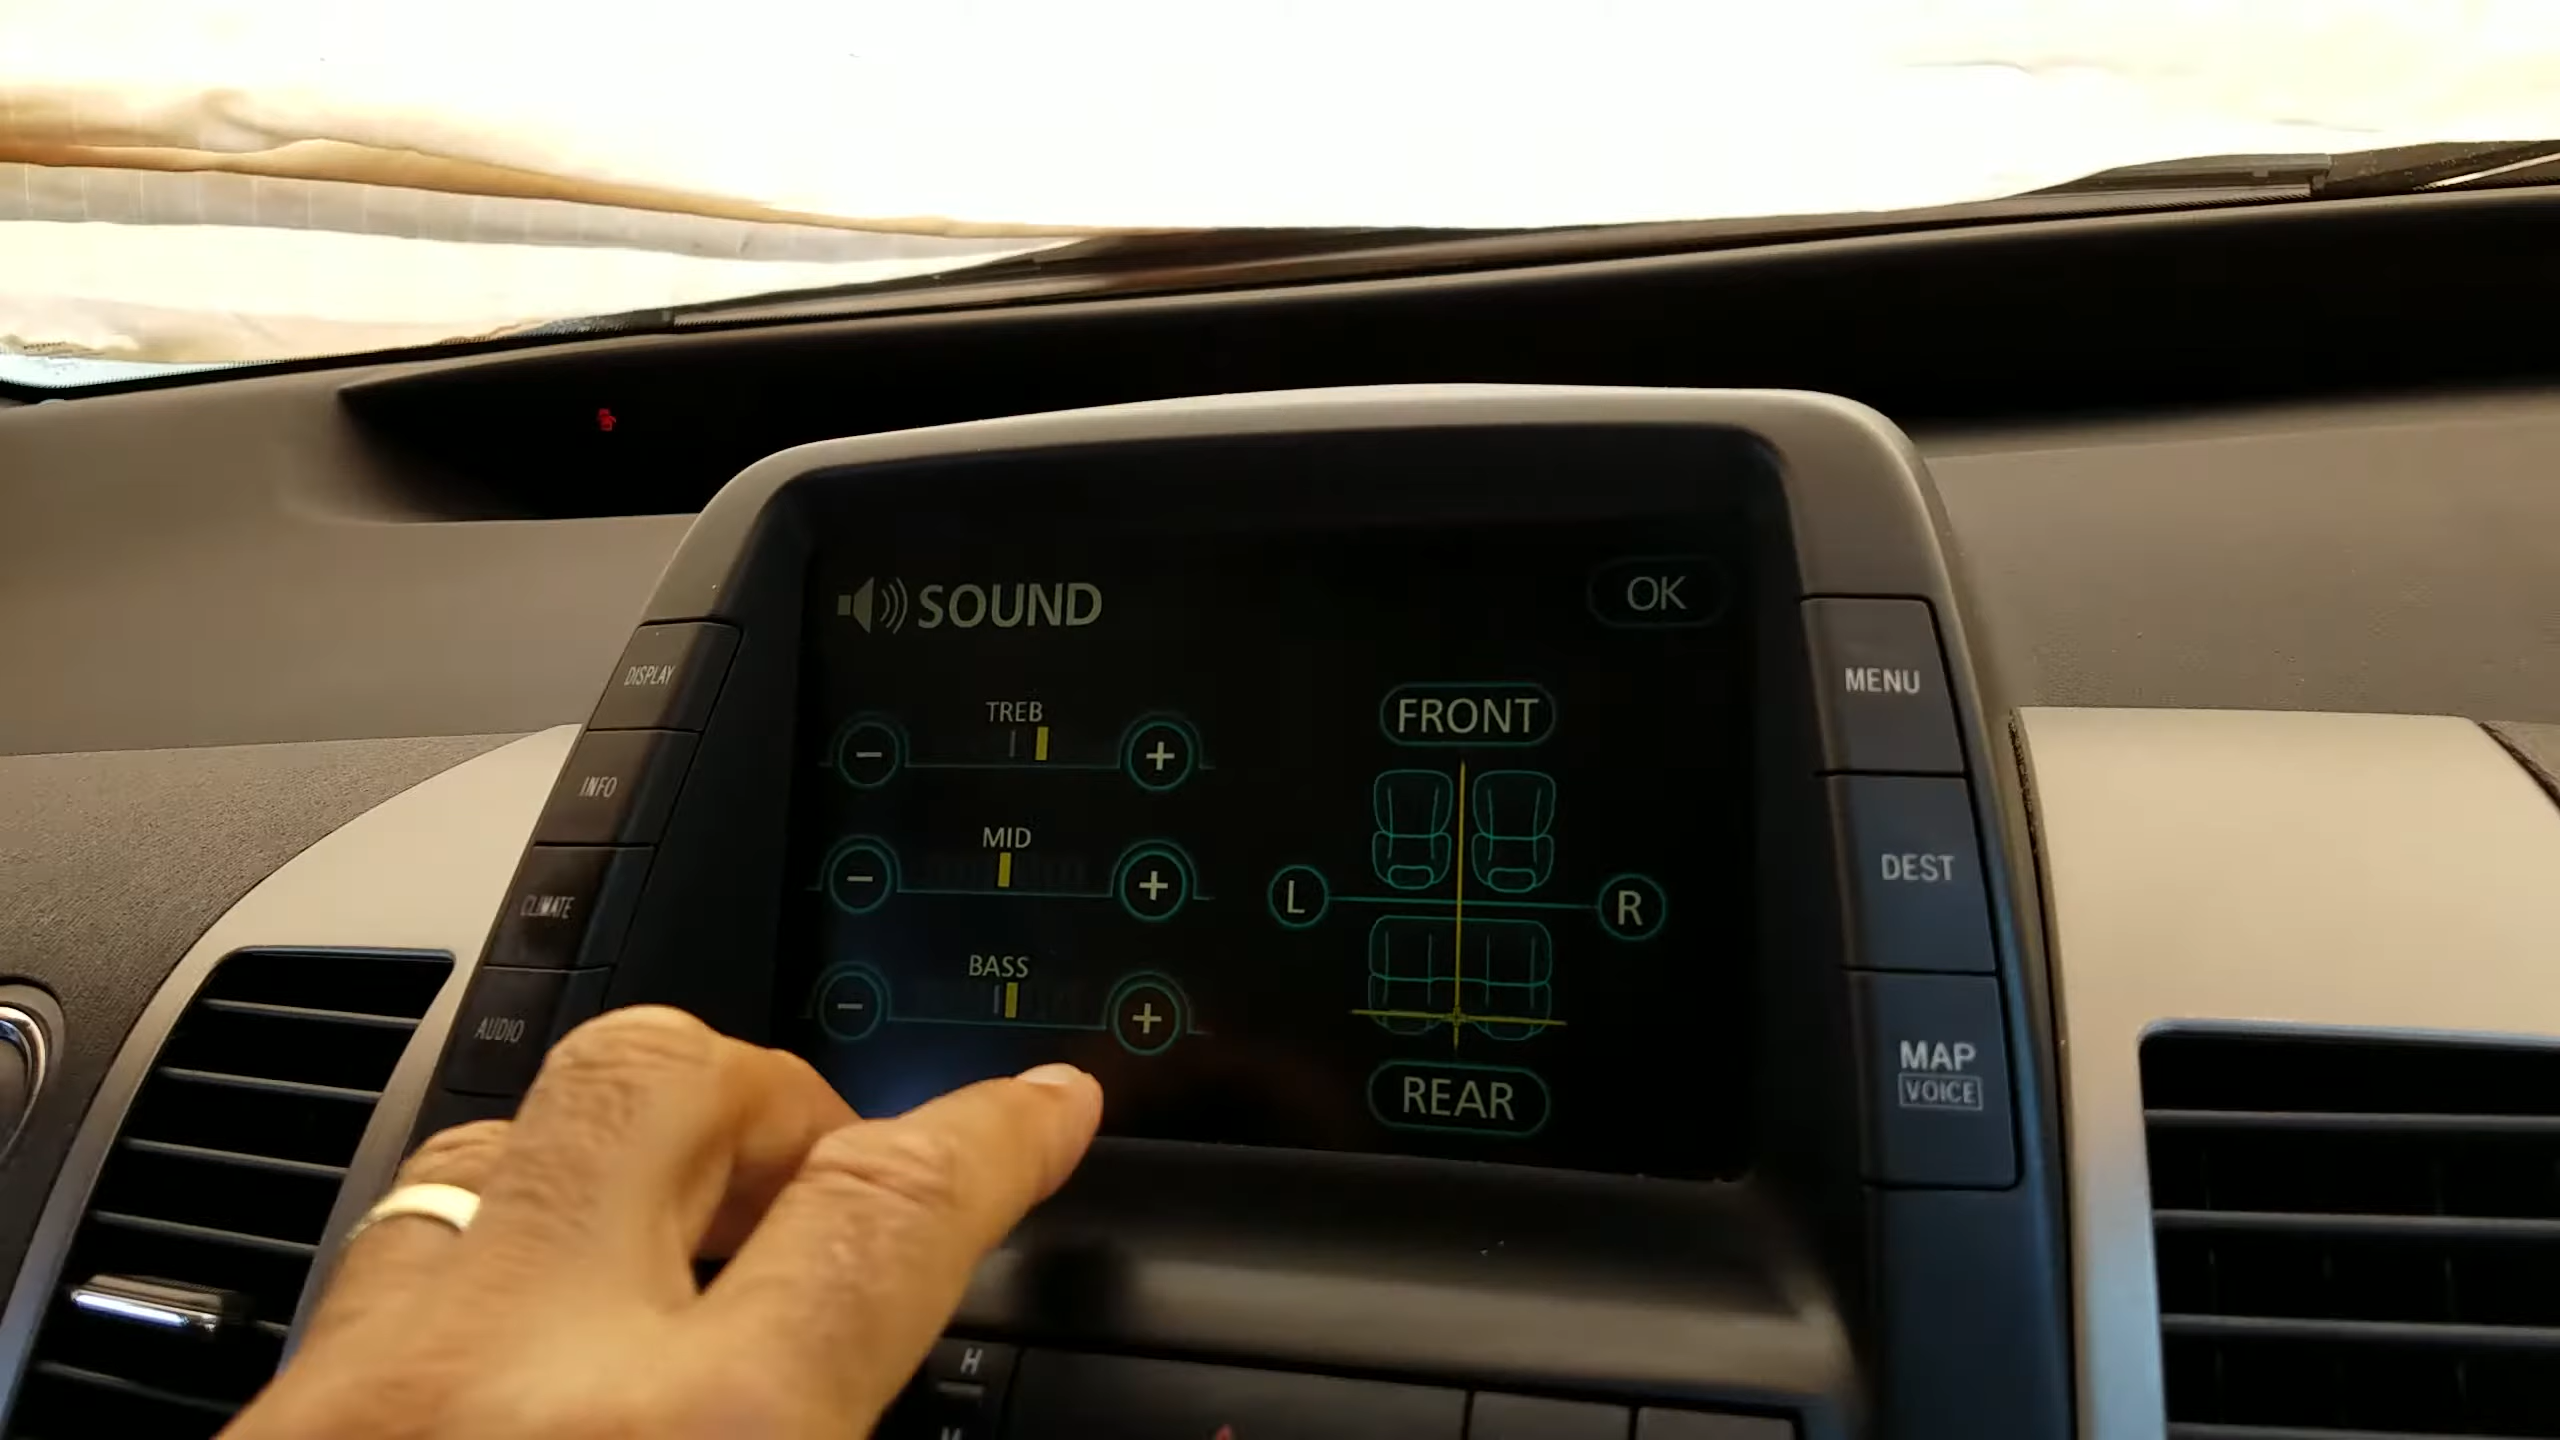 SOUND
OK
TREB
- +
MID
- +
BASS
- +
FRONT
L R
REAR
DISPLAY
INFO
CLIMATE
AUDIO
MENU
DEST
MAP
VOICE
H